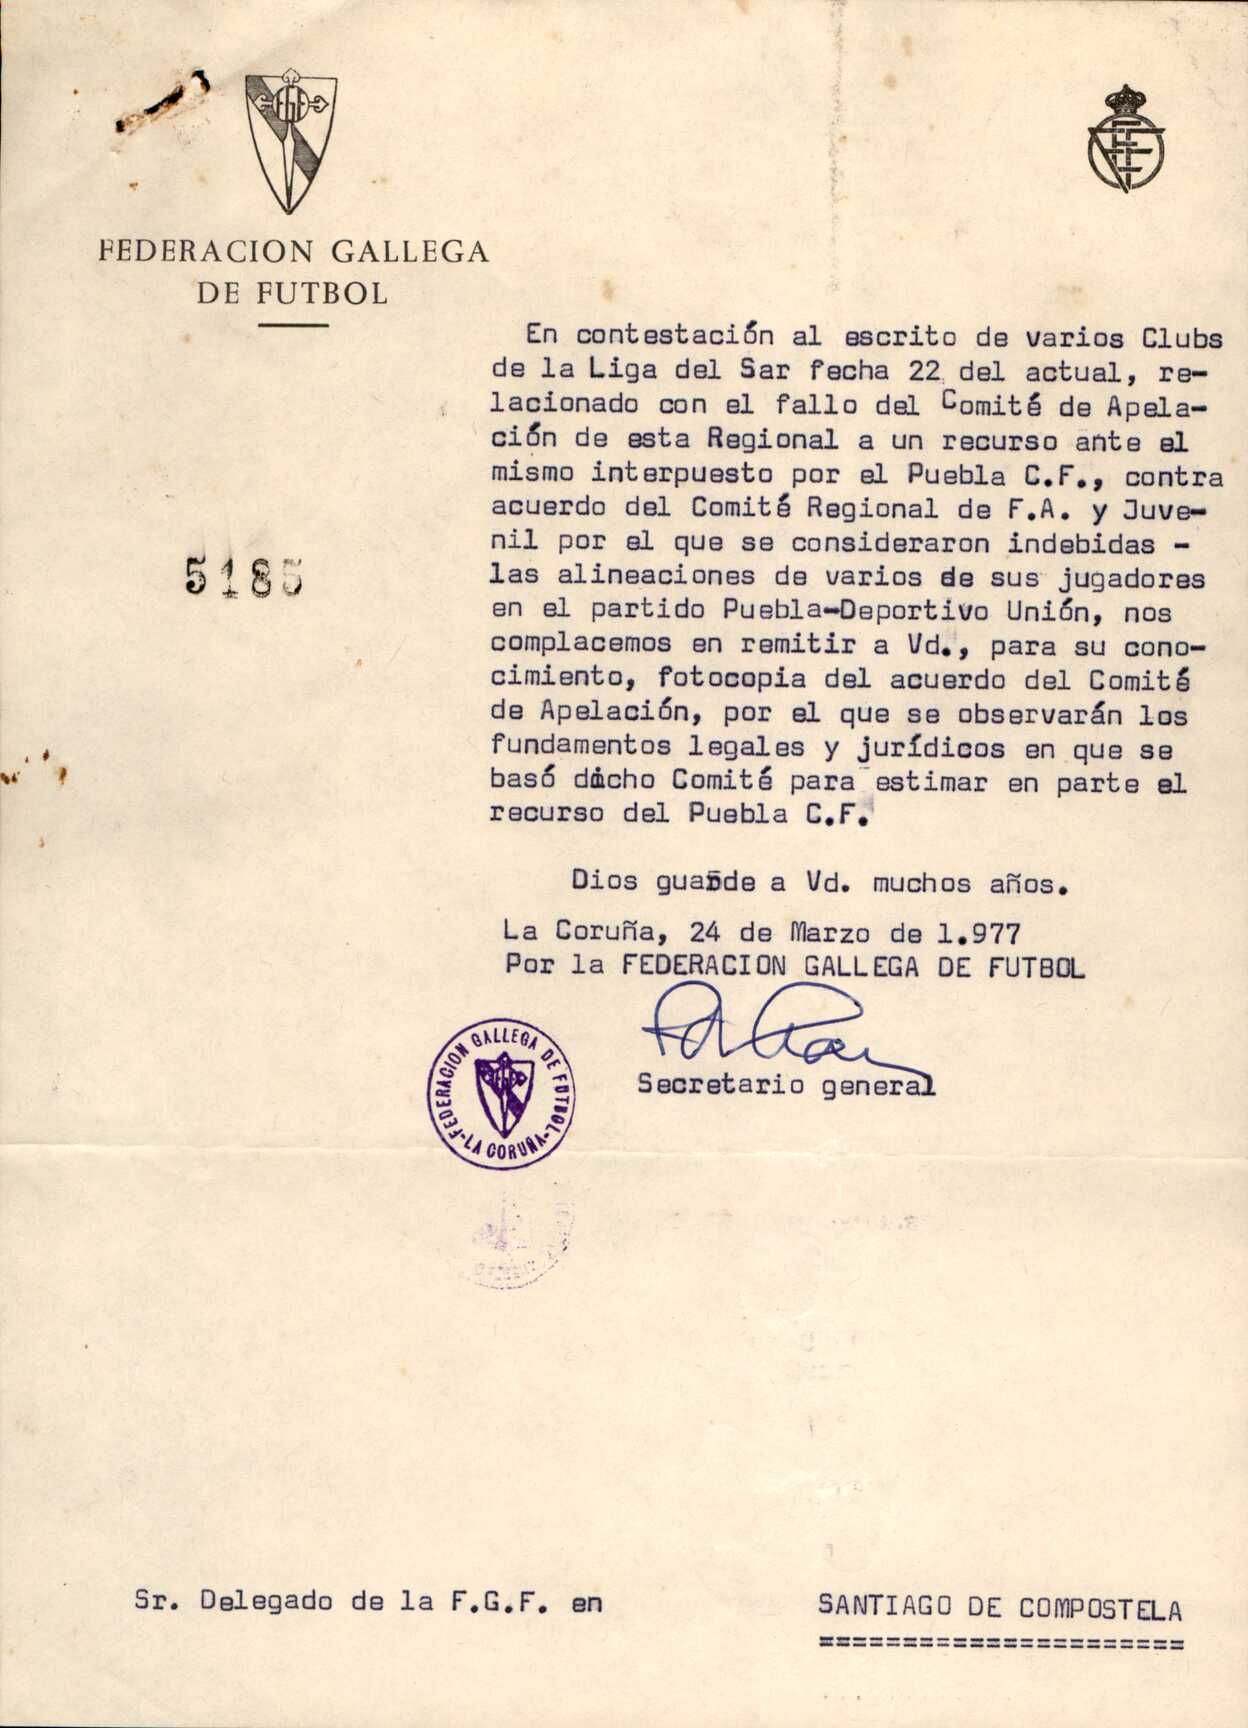 FGF
FEDERACION GALLEGA
DE FUTBOL
En contestación al escrito de varios Clubs
de la Liga del Sar fecha 22 del actual, re-
lacionado con el fallo del Comité de Apela-
ción de esta Regional a un recurso ante el
mismo interpuesto por el Puebla C.F., contra
acuerdo del Comité Regional de F.A. y Juve-
nil por el que se consideraron indebidas -
las alineaciones de varios de sus jugadores
en el partido Puebla-Deportivo Unión, nos
complacemos en remitir a Vd., para su cono-
cimiento, fotocopia del acuerdo del Comité
de Apelación, por el que se observarán los
fundamentos legales y jurídicos en que se
basó dicho Comité para estimar en parte el
recurso del Puebla C.F.
5185
Dios guarde a Vd. muchos años.
La Coruña, 24 de Marzo de 1.977
Por la FEDERACION GALLEGA DE FUTBOL
Secretario general
FEDERACION GALLEGA DE FUTBOL
-LA CORUÑA-
Sr. Delegado de la F.G.F. en
SANTIAGO DE COMPOSTELA
======================